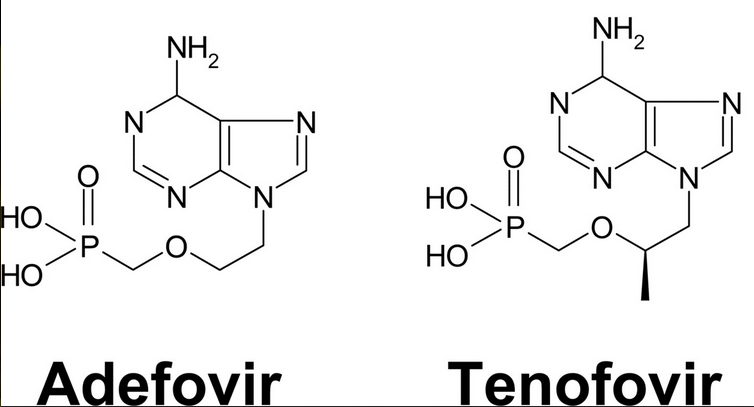 NH2 NH2
N N N N
O O
N N N N
HO HO
P O P O
HO HO
Adefovir Tenofovir